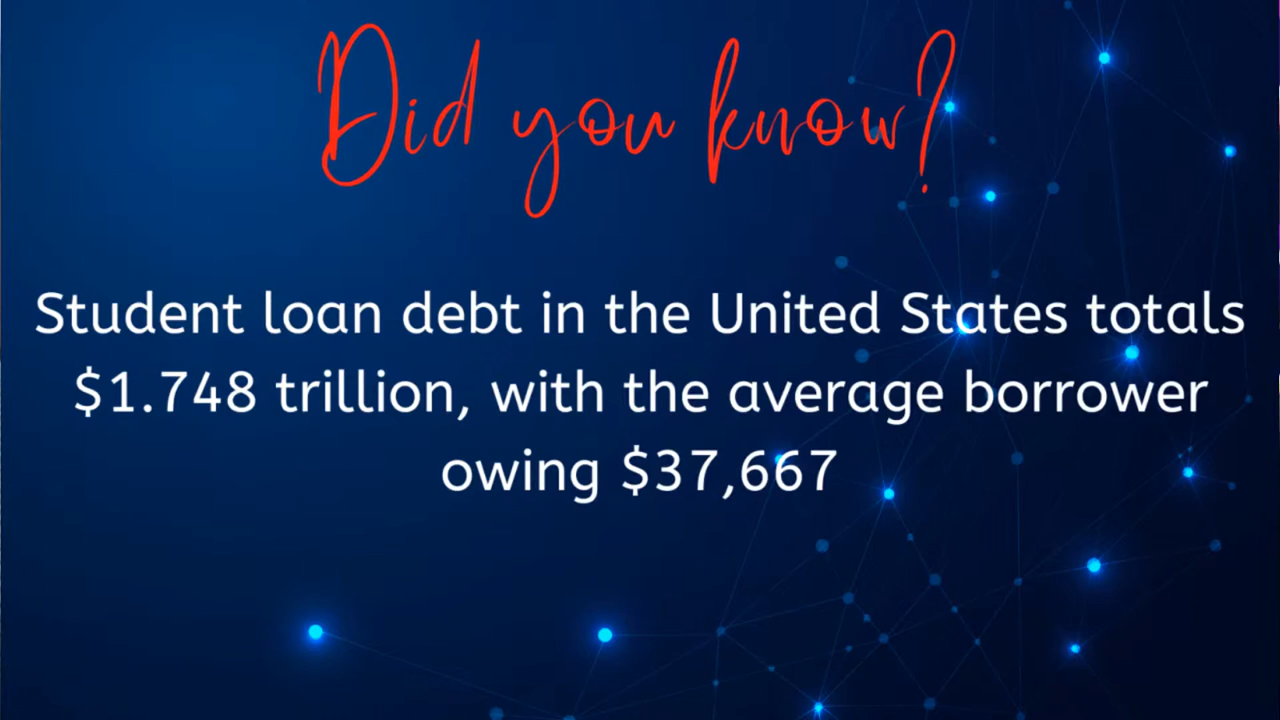 Did you know?
Student loan debt in the United States totals
$1.748 trillion, with the average borrower
owing $37,667